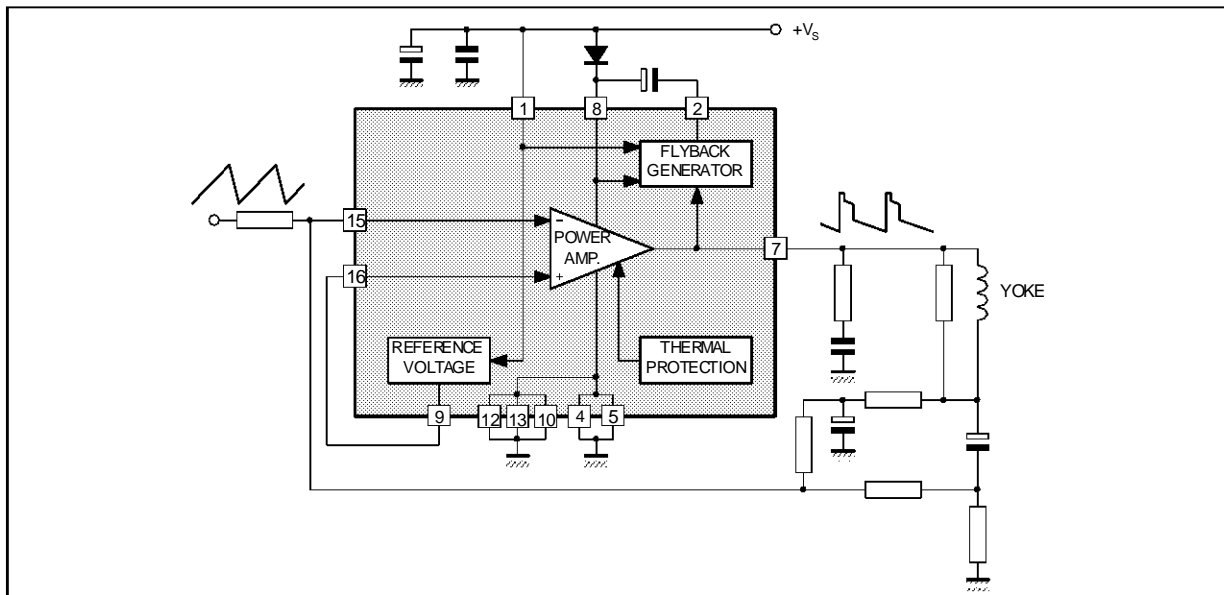 +VS
1
8
2
FLYBACK
GENERATOR
15
POWER
AMP.
−
+
7
16
YOKE
REFERENCE
VOLTAGE
THERMAL
PROTECTION
9
12
13
10
4
5